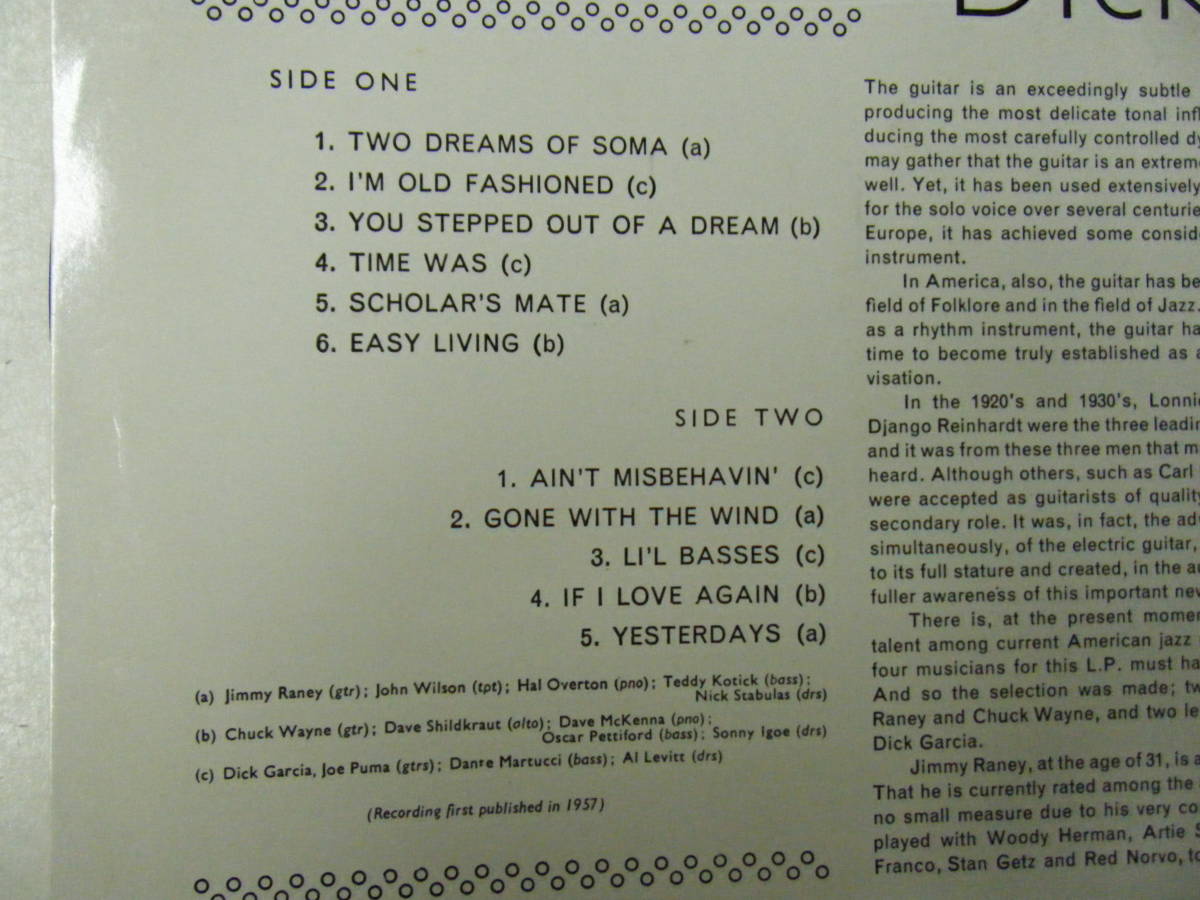 Dick
SIDE ONE
1. TWO DREAMS OF SOMA (a)
2. I'M OLD FASHIONED (c)
3. YOU STEPPED OUT OF A DREAM (b)
4. TIME WAS (c)
5. SCHOLAR'S MATE (a)
6. EASY LIVING (b)
SIDE TWO
1. AIN'T MISBEHAVIN' (c)
2. GONE WITH THE WIND (a)
3. LI'L BASSES (c)
4. IF I LOVE AGAIN (b)
5. YESTERDAYS (a)
(a) Jimmy Raney (gtr); John Wilson (tpt); Hal Overton (pno); Teddy Kotick (bass);
Nick Stabulas (drs)
(b) Chuck Wayne (gtr); Dave Shildkraut (alto); Dave McKenna (pno);
Oscar Pettiford (bass); Sonny Igoe (drs)
(c) Dick Garcia, Joe Puma (gtrs); Dante Martucci (bass); Al Levitt (drs)
(Recording first published in 1957)
The guitar is an exceedingly subtle
producing the most delicate tonal
ducing the most carefully controlled
may gather that the guitar is an
well. Yet, it has been used extensively
for the solo voice over several
Europe, it has achieved some
instrument.
In America, also, the guitar has
field of Folklore and in the field of Jazz.
as a rhythm instrument, the guitar
time to become truly established as
visation.
In the 1920's and 1930's,
Django Reinhardt were the three
and it was from these three men that
heard. Although others, such as Carl
were accepted as guitarists of
secondary role. It was, in fact, the
simultaneously, of the electric guitar,
to its full stature and created, in the
fuller awareness of this important
There is, at the present
talent among current American jazz
four musicians for this L.P. must
And so the selection was made;
Raney and Chuck Wayne, and two
Dick Garcia.
Jimmy Raney, at the age of 31, is
That he is currently rated among the
no small measure due to his very
played with Woody Herman, Artie
Franco, Stan Getz and Red Norvo,